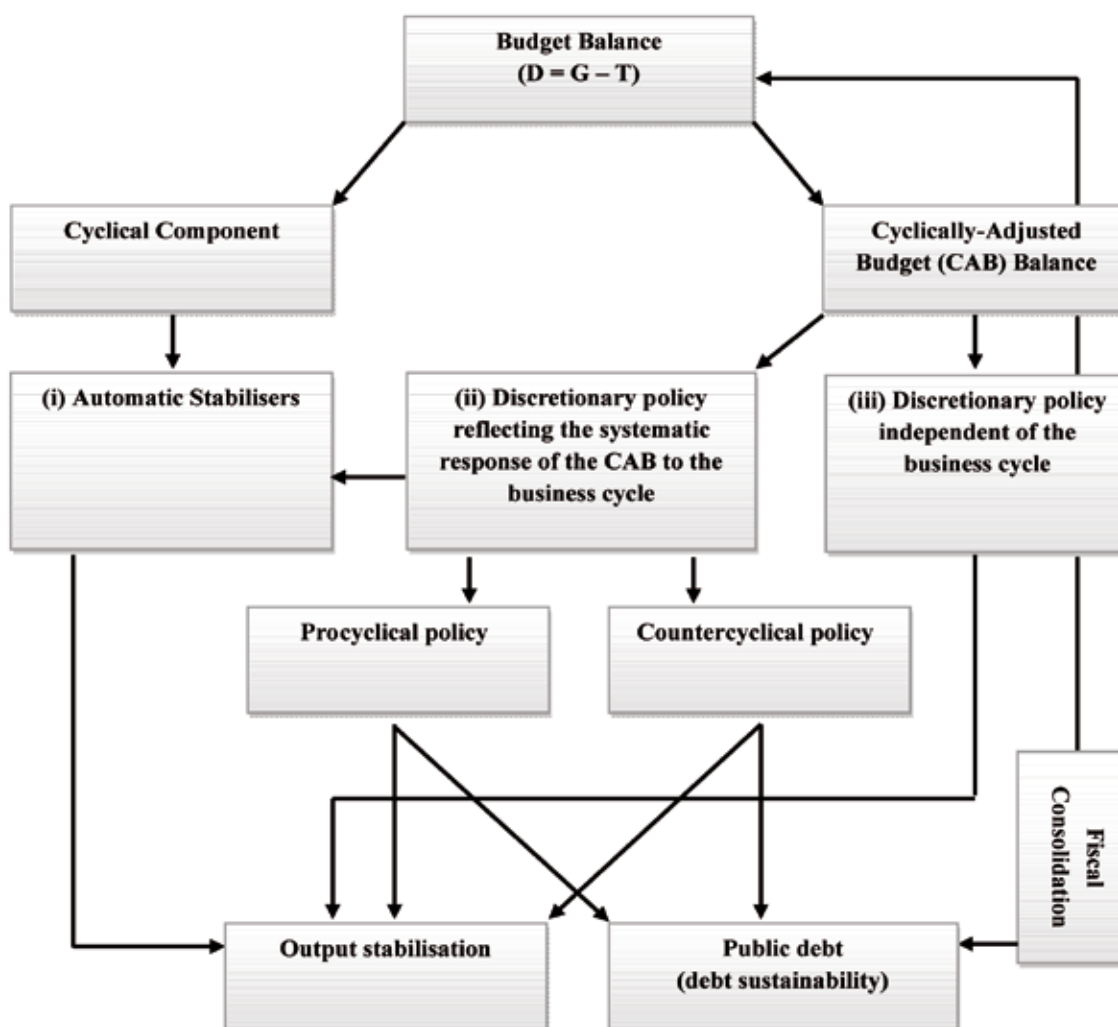 Budget Balance
(D = G – T)
Cyclical Component
Cyclically-Adjusted
Budget (CAB) Balance
(i) Automatic Stabilisers
(ii) Discretionary policy
reflecting the systematic
response of the CAB to the
business cycle
(iii) Discretionary policy
independent of the
business cycle
Procyclical policy
Countercyclical policy
Fiscal
Consolidation
Output stabilisation
Public debt
(debt sustainability)